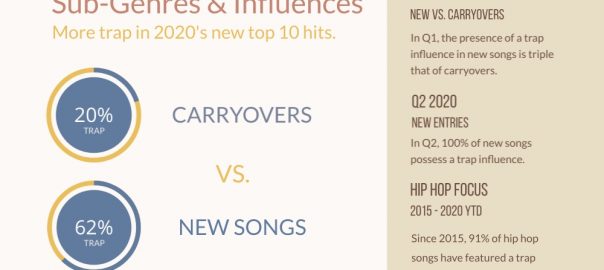 Sub-Genres & Influences
More trap in 2020's new top 10 hits.
20%
TRAP
CARRYOVERS
VS.
62%
TRAP
NEW SONGS
NEW VS. CARRYOVERS
In Q1, the presence of a trap
influence in new songs is triple
that of carryovers.
Q2 2020
NEW ENTRIES
In Q2, 100% of new songs
possess a trap influence.
HIP HOP FOCUS
2015 - 2020 YTD
Since 2015, 91% of hip hop
songs have featured a trap